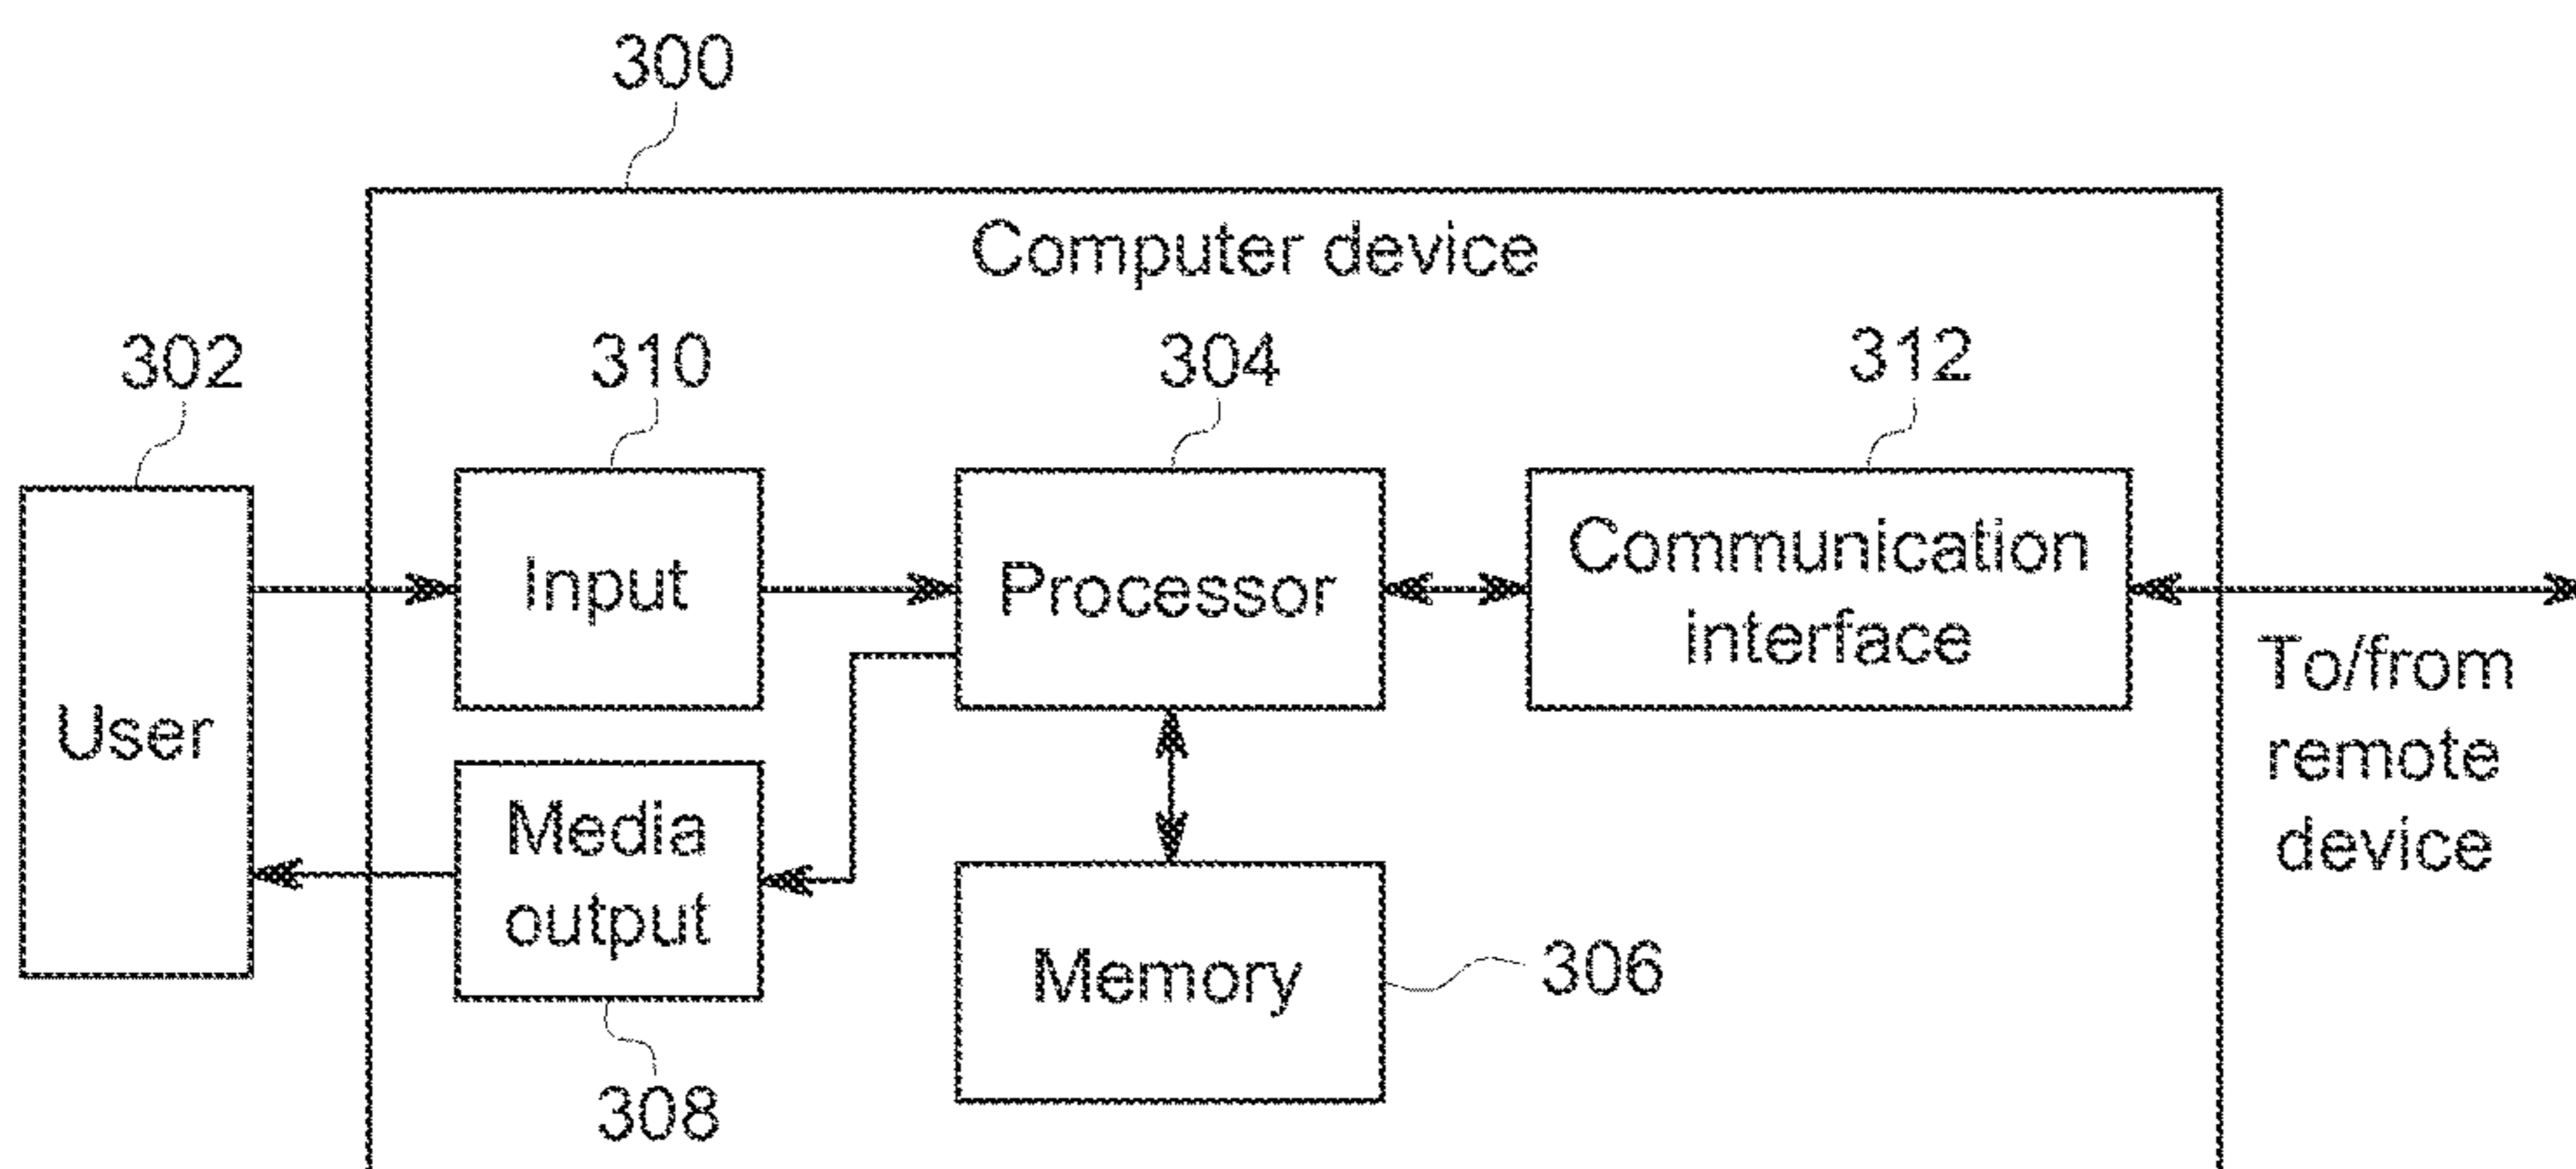 300
Computer device
302
310
304
312
Input
Processor
Communication
interface
User
To/from
remote
device
Media
output
Memory
306
308